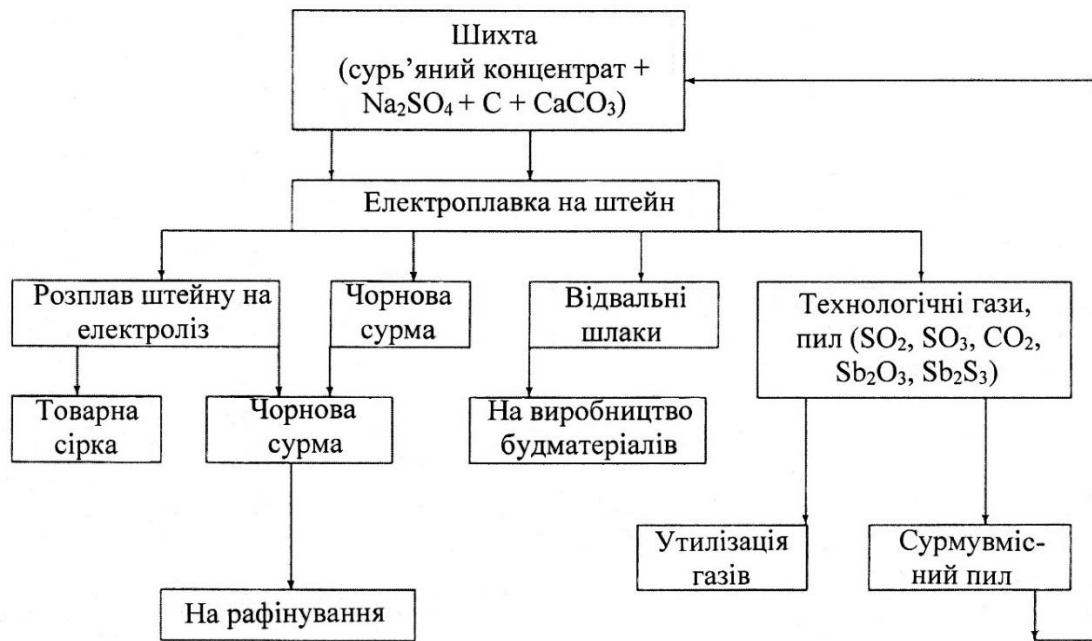 Шихта
(сурь’яний концентрат +
Na₂SO₄ + C + CaCO₃)
Електроплавка на штейн
Розплав штейну на
електроліз
Чорнова
сурма
Відвальні
шлаки
Технологічні гази,
пил (SO₂, SO₃, CO₂,
Sb₂O₃, Sb₂S₃)
Товарна
сірка
Чорнова
сурма
На виробництво
будматеріалів
Утилізація
газів
Сурмувміс-
ний пил
На рафінування